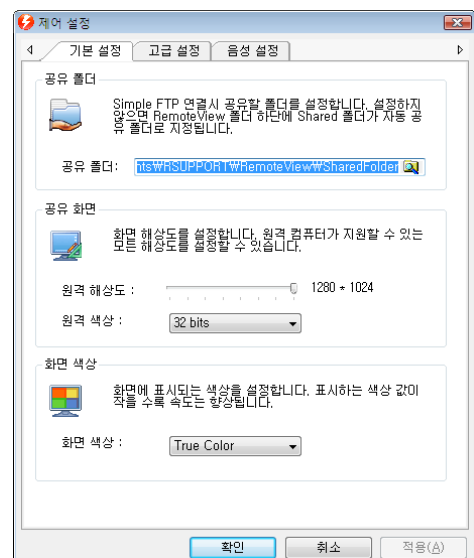 제어 설정
기본 설정 고급 설정 음성 설정
공유 폴더
Simple FTP 연결시 공유할 폴더를 설정합니다. 설정하지
않으면 RemoteView 폴더 하단에 Shared 폴더가 자동 공
유 폴더로 지정됩니다.
공유 폴더: nts₩RSUPPORT₩RemoteView₩SharedFolder
공유 화면
화면 해상도를 설정합니다. 원격 컴퓨터가 지원할 수 있는
모든 해상도를 설정할 수 있습니다.
원격 해상도 : 1280 * 1024
원격 색상 : 32 bits
화면 색상
화면에 표시되는 색상을 설정합니다. 표시하는 색상 값이
작을 수록 속도는 향상됩니다.
화면 색상 : True Color
확인 취소 적용(A)